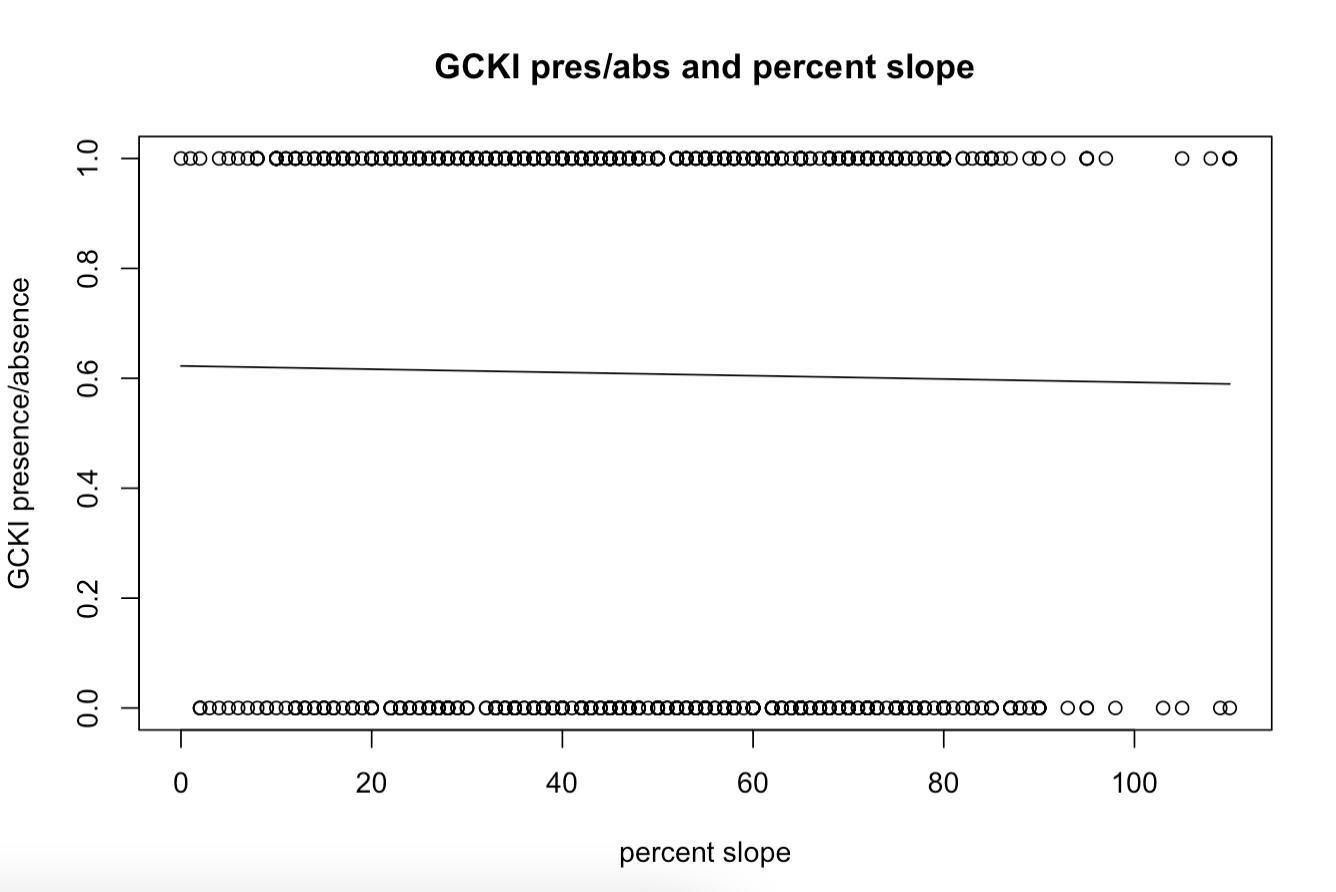 GCKI pres/abs and percent slope
GCKI presence/absence
1.0
0.8
0.6
0.4
0.2
0.0
0 20 40 60 80 100
percent slope